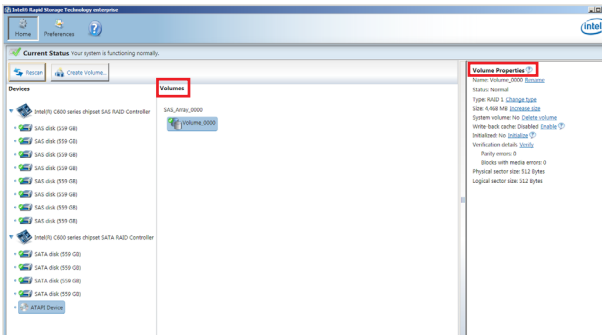 Intel® Rapid Storage Technology enterprise
Home
Preferences
intel
Current Status Your system is functioning normally.
Rescan
Create Volume...
Devices
Intel(R) C600 series chipset SAS RAID Controller
SAS disk (559 GB)
SAS disk (559 GB)
SAS disk (559 GB)
SAS disk (559 GB)
SAS disk (559 GB)
SAS disk (559 GB)
SAS disk (559 GB)
SAS disk (559 GB)
Intel(R) C600 series chipset SATA RAID Controller
SATA disk (559 GB)
SATA disk (559 GB)
SATA disk (559 GB)
SATA disk (559 GB)
ATAPI Device
Volumes
SAS_Array_0000
Volume_0000
Volume Properties ?
Name: Volume_0000 Rename
Status: Normal
Type: RAID 1 Change type
Size: 4,468 MB Increase size
System volume: No Delete volume
Write back cache: Disabled Enable ?
Initialized: No Initialize ?
Verification details Verify
Parity errors: 0
Blocks with media errors: 0
Physical sector size: 512 Bytes
Logical sector size: 512 Bytes